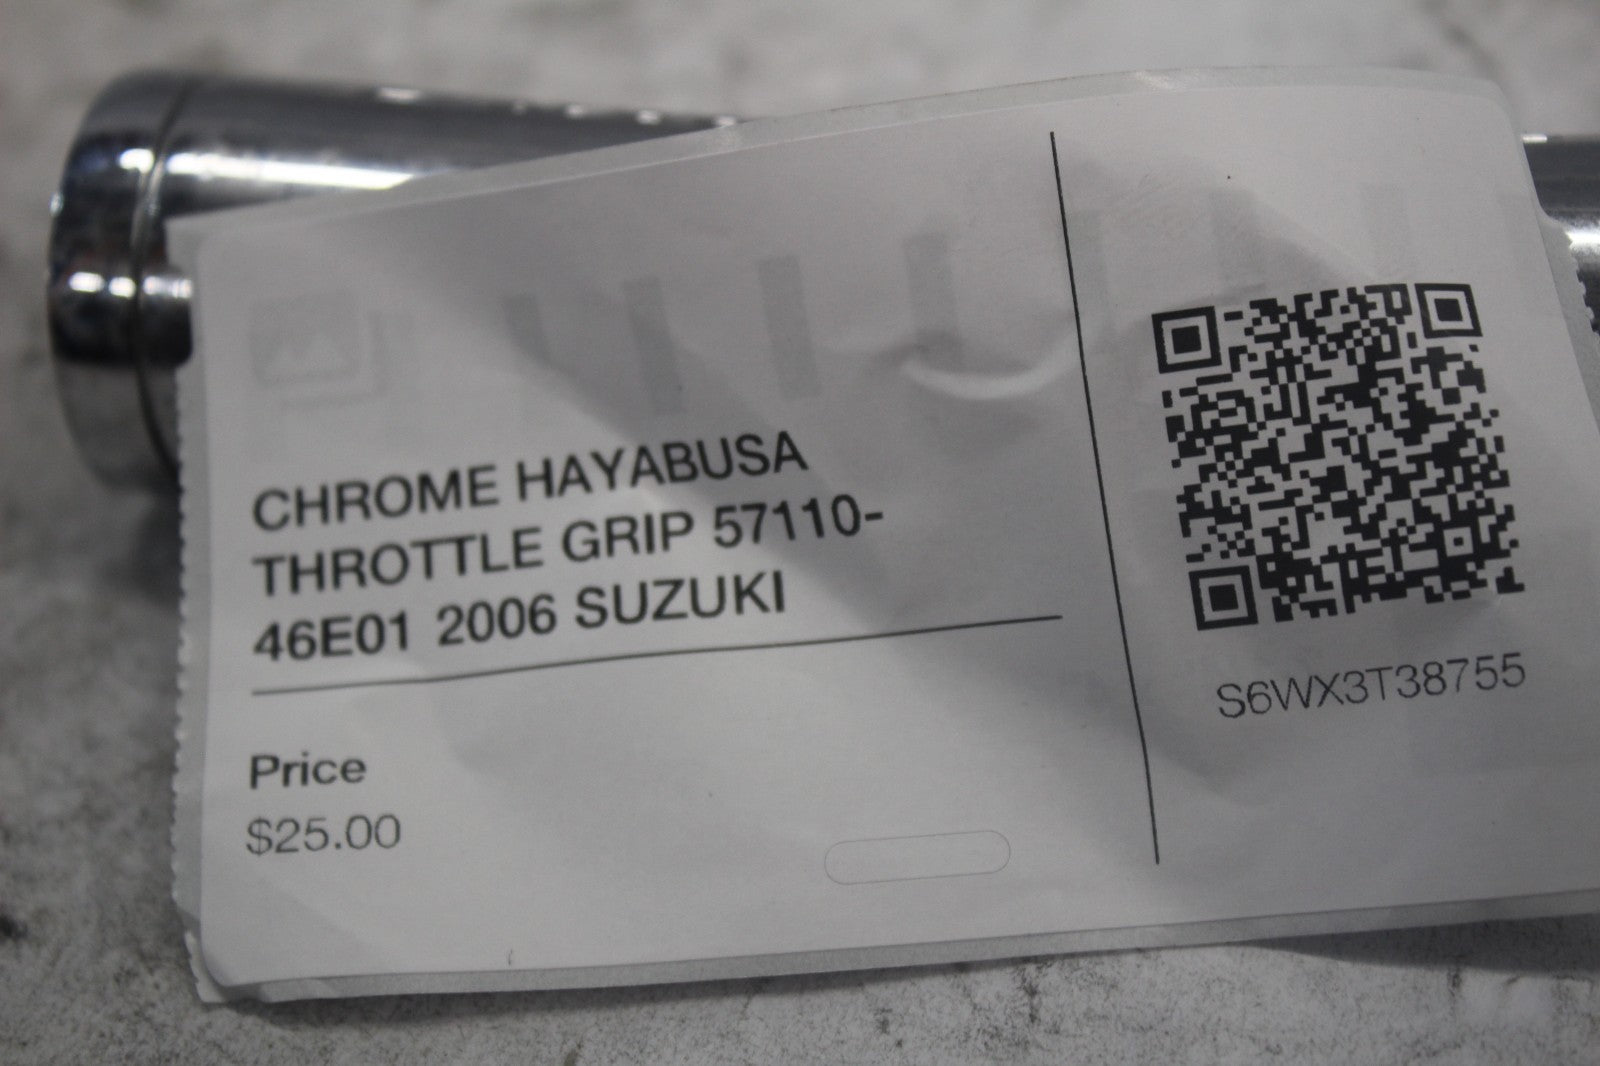 CHROME HAYABUSA
THROTTLE GRIP 57110-
46E01 2006 SUZUKI
Price
$25.00
S6WX3T38755